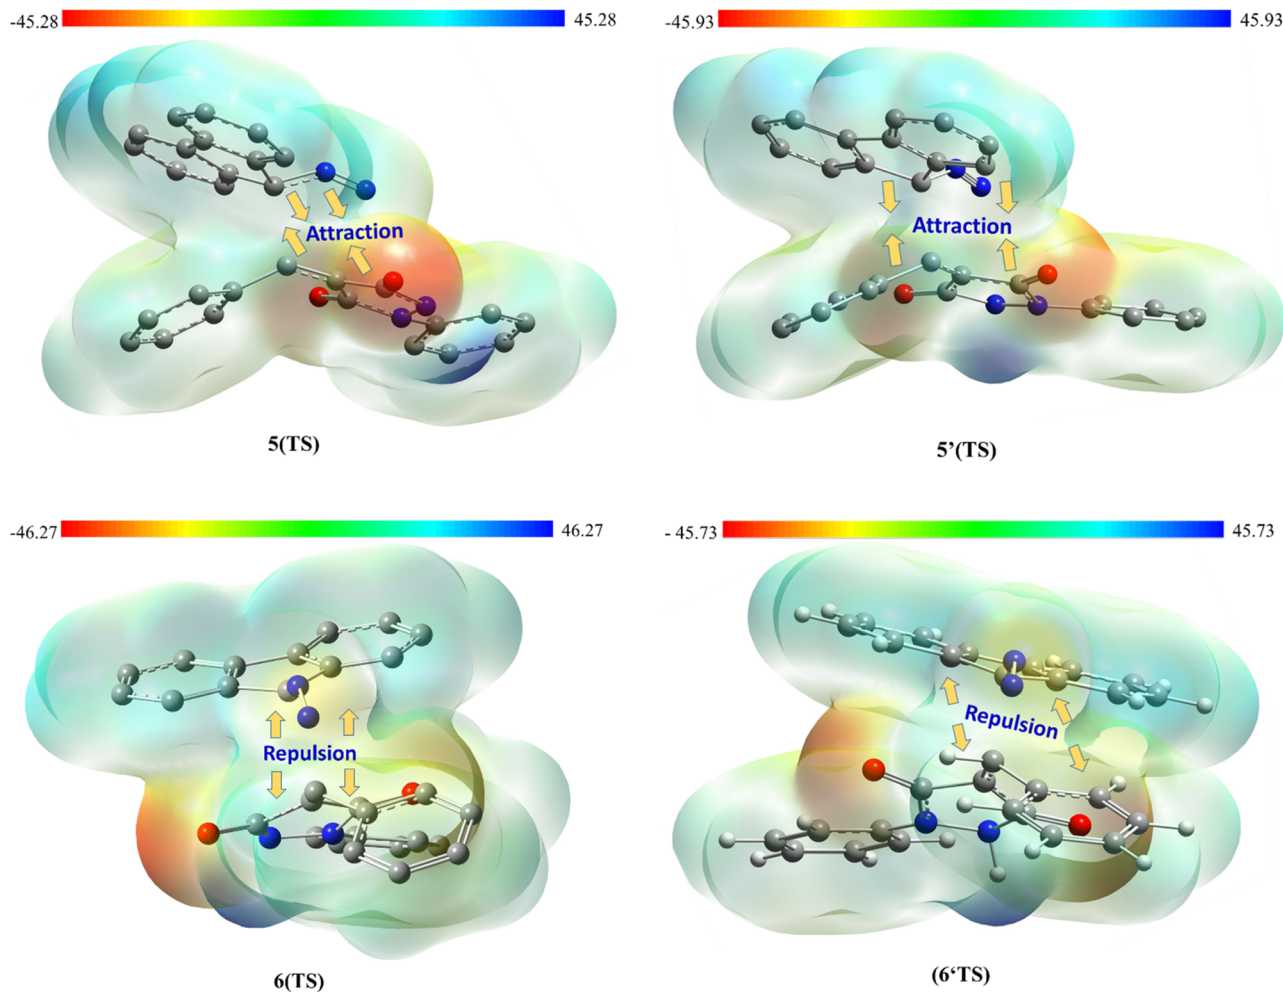 -45.28 45.28 -45.93 45.93
Attraction Attraction
5(TS)
5’(TS)
-46.27 46.27 - 45.73 45.73
Repulsion
Repulsion
6(TS)
(6‘TS)